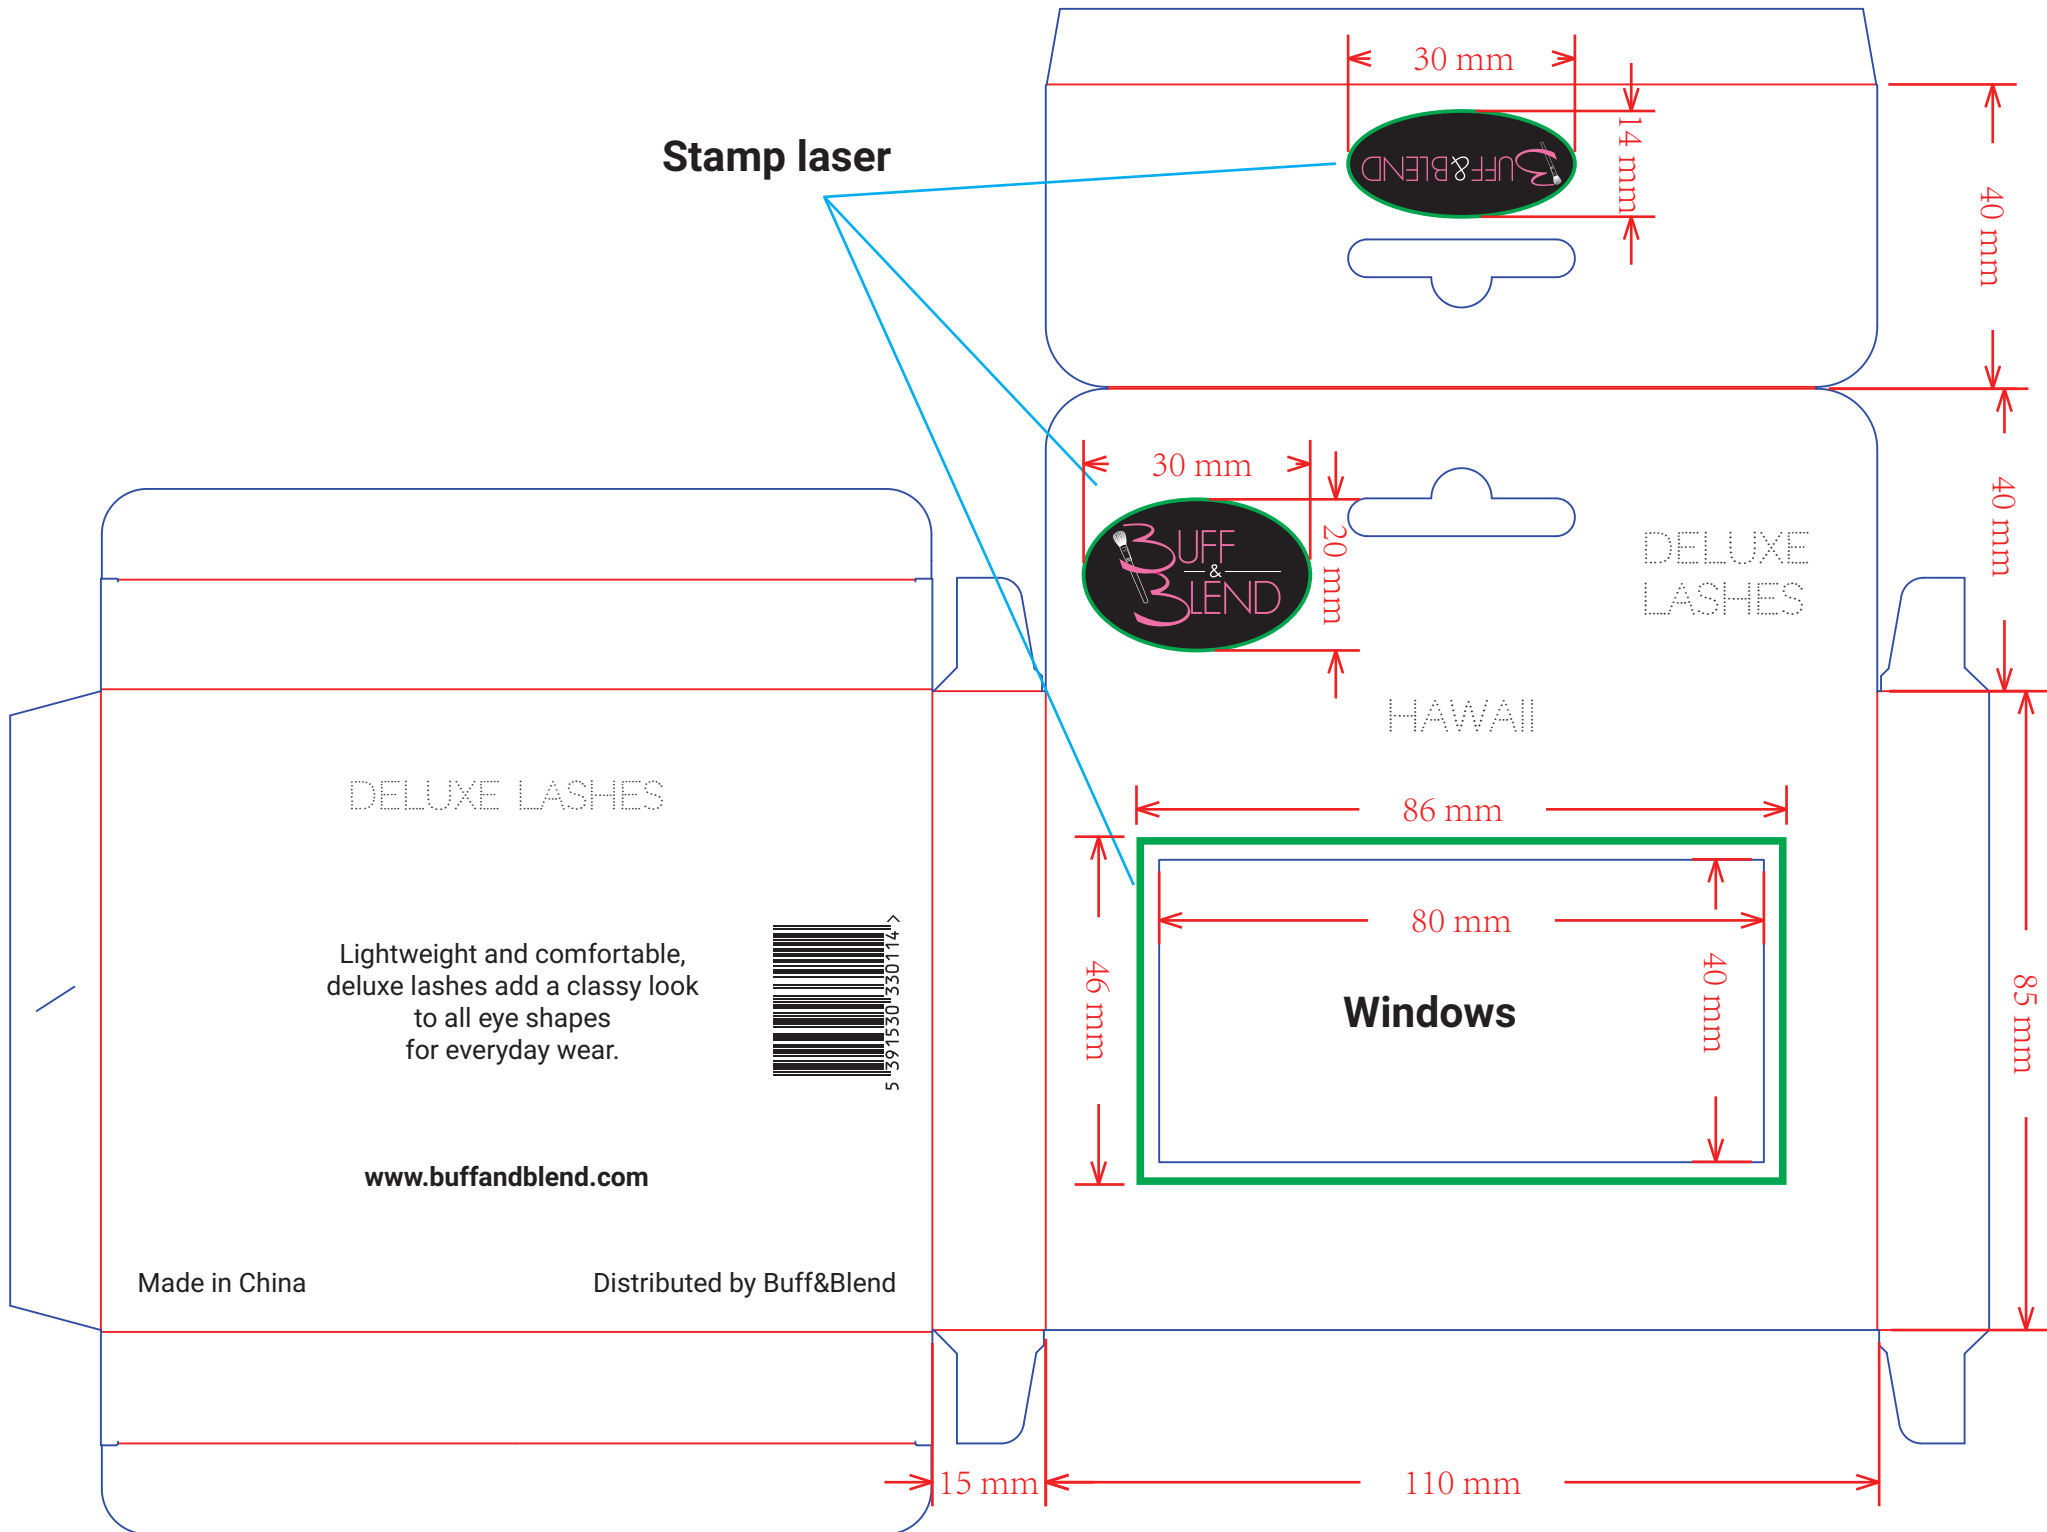 30 mm
14 mm
BUFF&BLEND
Stamp laser
40 mm
30 mm
20 mm
BUFF
&
BLEND
DELUXE
LASHES
40 mm
HAWAII
86 mm
80 mm
46 mm
40 mm
Windows
85 mm
DELUXE LASHES
Lightweight and comfortable,
deluxe lashes add a classy look
to all eye shapes
for everyday wear.
5 391530 330114 >
www.buffandblend.com
Made in China
Distributed by Buff&Blend
15 mm
110 mm